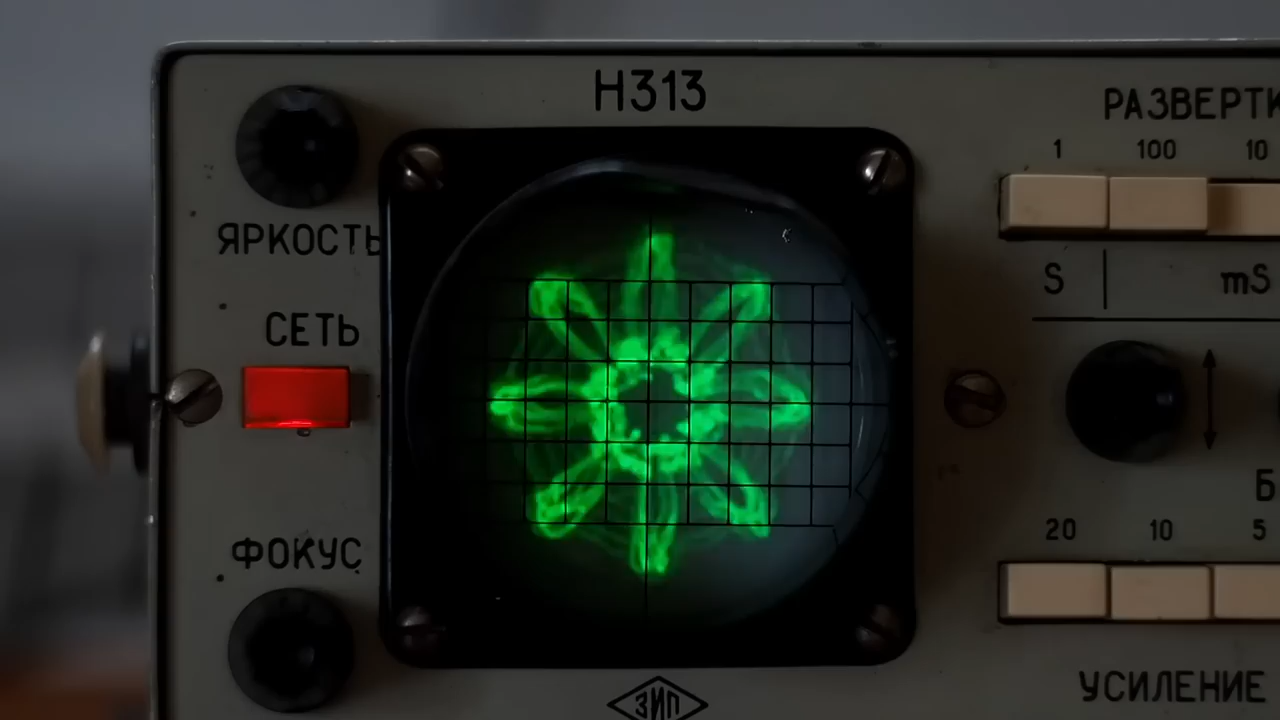 Н313
РАЗВЕРТК
1 100 10
ЯРКОСТЬ
S mS
СЕТЬ
Б
20 10 5
ФОКУС
УСИЛЕНИЕ
ЗИП